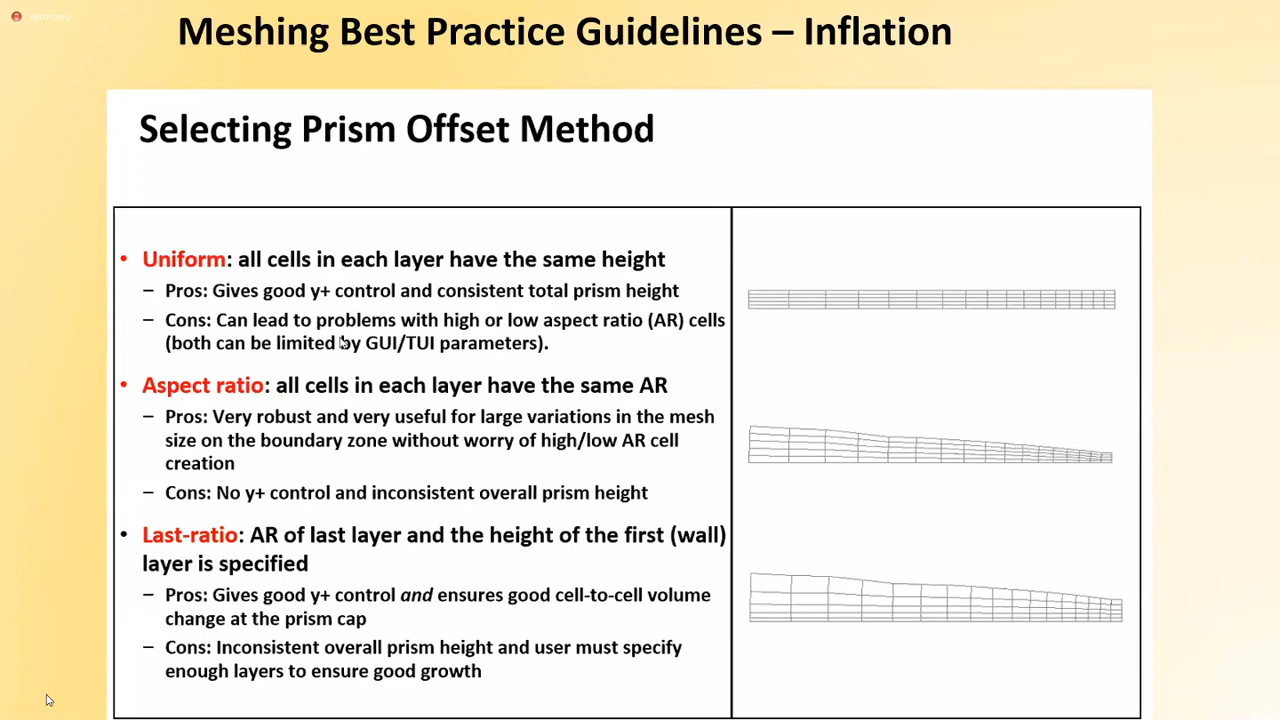 Recording
Meshing Best Practice Guidelines – Inflation
Selecting Prism Offset Method
• Uniform: all cells in each layer have the same height
– Pros: Gives good y+ control and consistent total prism height
– Cons: Can lead to problems with high or low aspect ratio (AR) cells
(both can be limited by GUI/TUI parameters).
• Aspect ratio: all cells in each layer have the same AR
– Pros: Very robust and very useful for large variations in the mesh
size on the boundary zone without worry of high/low AR cell
creation
– Cons: No y+ control and inconsistent overall prism height
• Last-ratio: AR of last layer and the height of the first (wall)
layer is specified
– Pros: Gives good y+ control and ensures good cell-to-cell volume
change at the prism cap
– Cons: Inconsistent overall prism height and user must specify
enough layers to ensure good growth